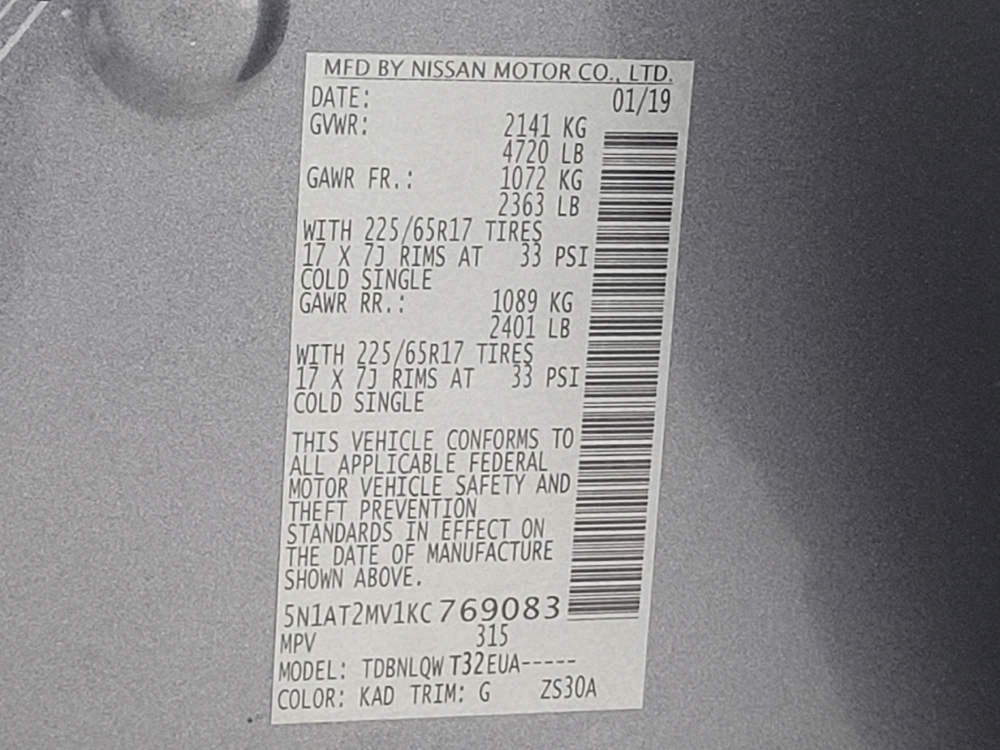 MFD BY NISSAN MOTOR CO., LTD.
DATE: 01/19
GVWR: 2141 KG
4720 LB
GAWR FR.: 1072 KG
2363 LB
WITH 225/65R17 TIRES
17 X 7J RIMS AT 33 PSI
COLD SINGLE
GAWR RR.: 1089 KG
2401 LB
WITH 225/65R17 TIRES
17 X 7J RIMS AT 33 PSI
COLD SINGLE
THIS VEHICLE CONFORMS TO
ALL APPLICABLE FEDERAL
MOTOR VEHICLE SAFETY AND
THEFT PREVENTION
STANDARDS IN EFFECT ON
THE DATE OF MANUFACTURE
SHOWN ABOVE.
5N1AT2MV1KC769083
MPV 315
MODEL: TDBNLQW T32EUA-----
COLOR: KAD TRIM: G ZS30A